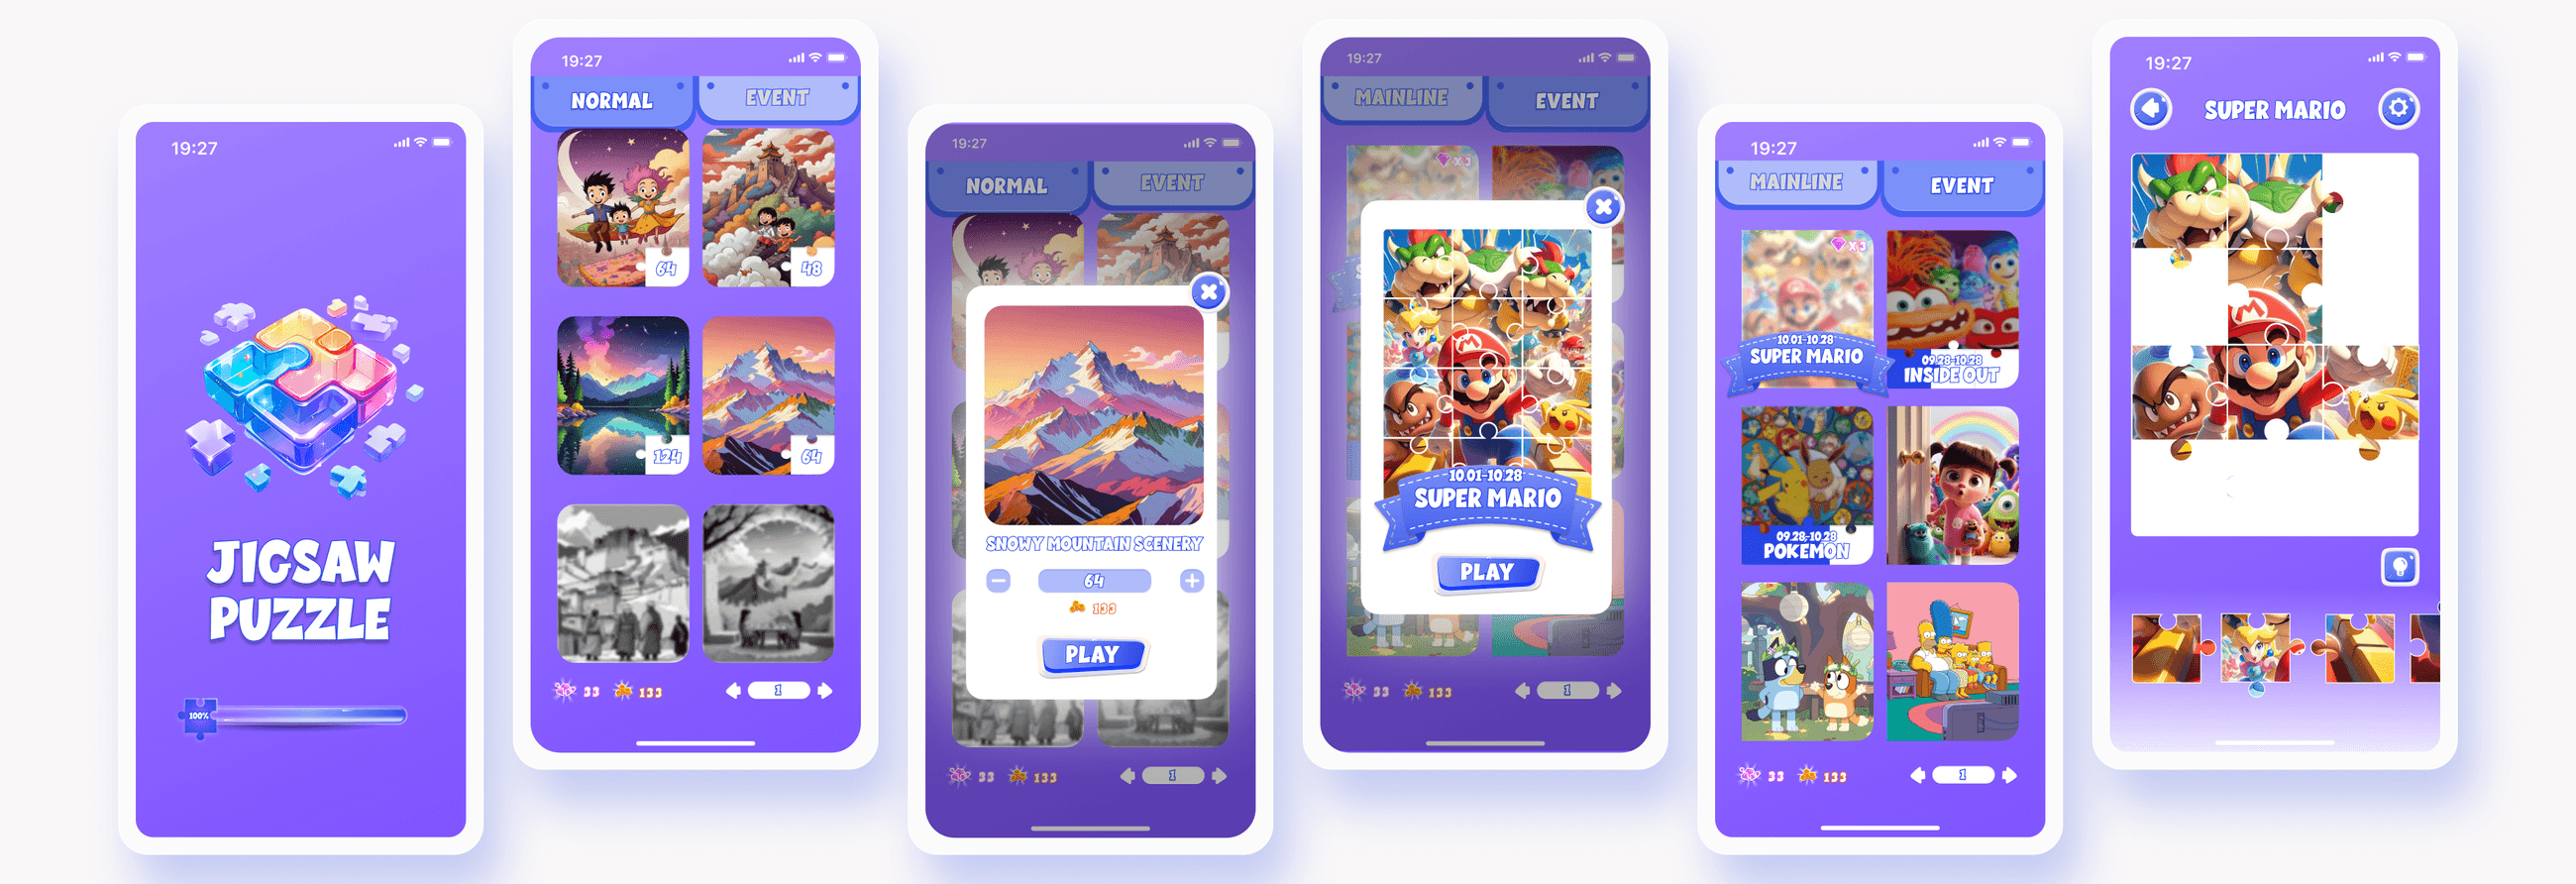 19:27
JIGSAW
PUZZLE
100%
19:27
NORMAL
EVENT
64
48
124
64
33
133
1
19:27
NORMAL
EVENT
SNOWY MOUNTAIN SCENERY
64
133
PLAY
33
133
1
19:27
MAINLINE
EVENT
X3
M
10.01-10.28
SUPER MARIO
PLAY
33
133
1
19:27
MAINLINE
EVENT
X3
10.01-10.28
SUPER MARIO
09.28-10.28
INSIDE OUT
09.28-10.28
POKEMON
33
133
1
19:27
SUPER MARIO
M